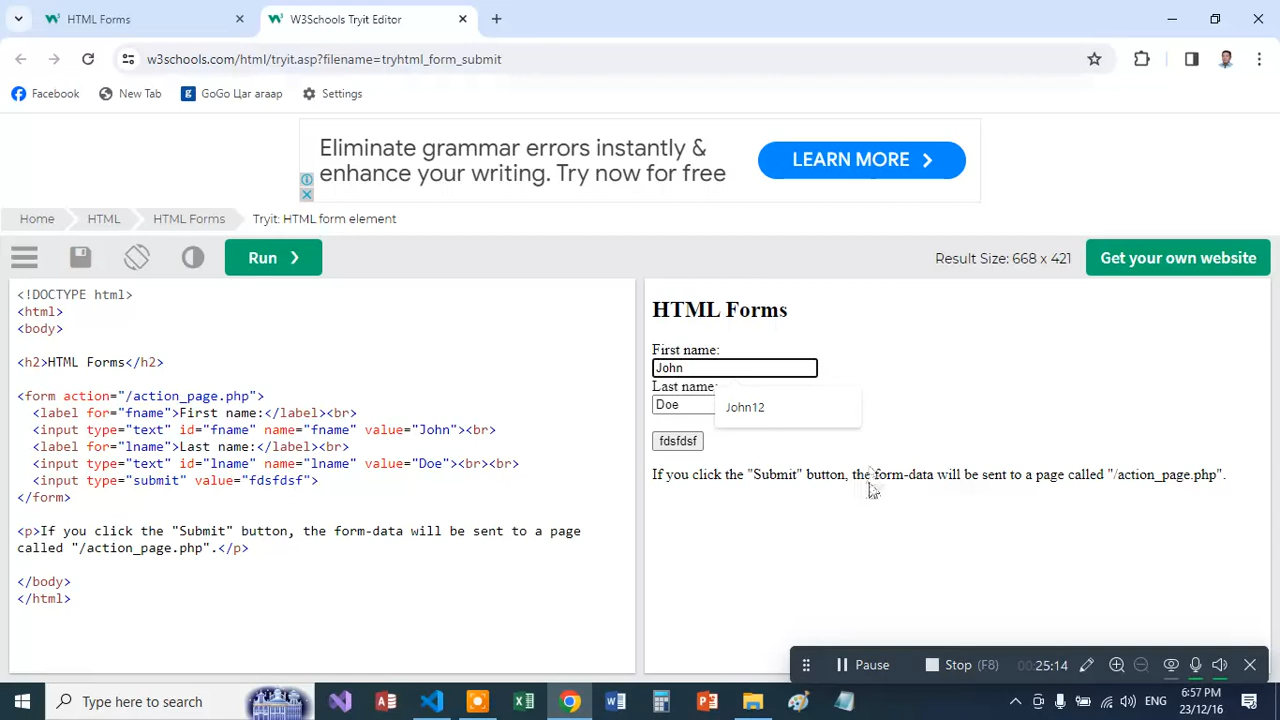 HTML Forms
W3Schools Tryit Editor
w3schools.com/html/tryit.asp?filename=tryhtml_form_submit
Facebook
New Tab
GoGo Цаг агаар
Settings
Eliminate grammar errors instantly &
enhance your writing. Try now for free
LEARN MORE
Home
HTML
HTML Forms
Tryit: HTML form element
Run ❯
Result Size: 668 x 421
Get your own website
<!DOCTYPE html>
<html>
<body>
<h2>HTML Forms</h2>
<form action="/action_page.php">
<label for="fname">First name:</label><br>
<input type="text" id="fname" name="fname" value="John"><br>
<label for="lname">Last name:</label><br>
<input type="text" id="lname" name="lname" value="Doe"><br><br>
<input type="submit" value="fdsfdsf">
</form>
<p>If you click the "Submit" button, the form-data will be sent to a page
called "/action_page.php".</p>
</body>
</html>
HTML Forms
First name:
John
Last name:
Doe
John12
fdsfdsf
If you click the "Submit" button, the form-data will be sent to a page called "/action_page.php".
Pause
Stop (F8)
00:25:14
Type here to search
ENG
6:57 PM
23/12/16